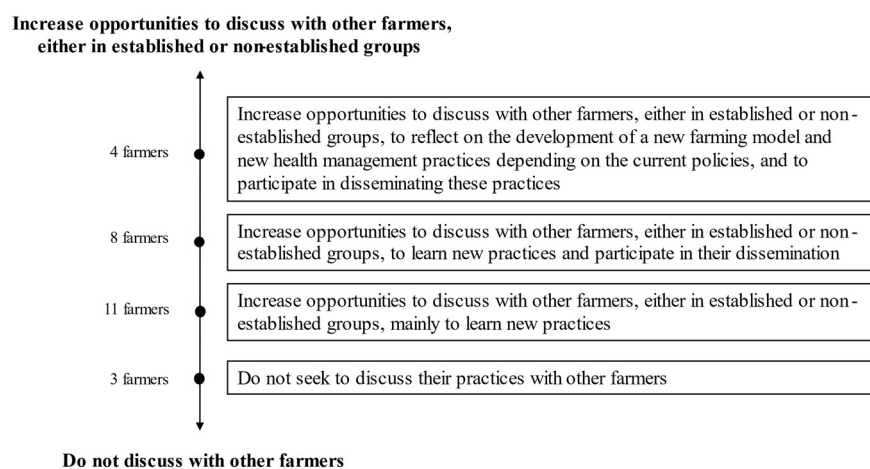 Increase opportunities to discuss with other farmers,
either in established or non-established groups
4 farmers
Increase opportunities to discuss with other farmers, either in established or non-
established groups, to reflect on the development of a new farming model and
new health management practices depending on the current policies, and to
participate in disseminating these practices
8 farmers
Increase opportunities to discuss with other farmers, either in established or non-
established groups, to learn new practices and participate in their dissemination
11 farmers
Increase opportunities to discuss with other farmers, either in established or non-
established groups, mainly to learn new practices
3 farmers
Do not seek to discuss their practices with other farmers
Do not discuss with other farmers